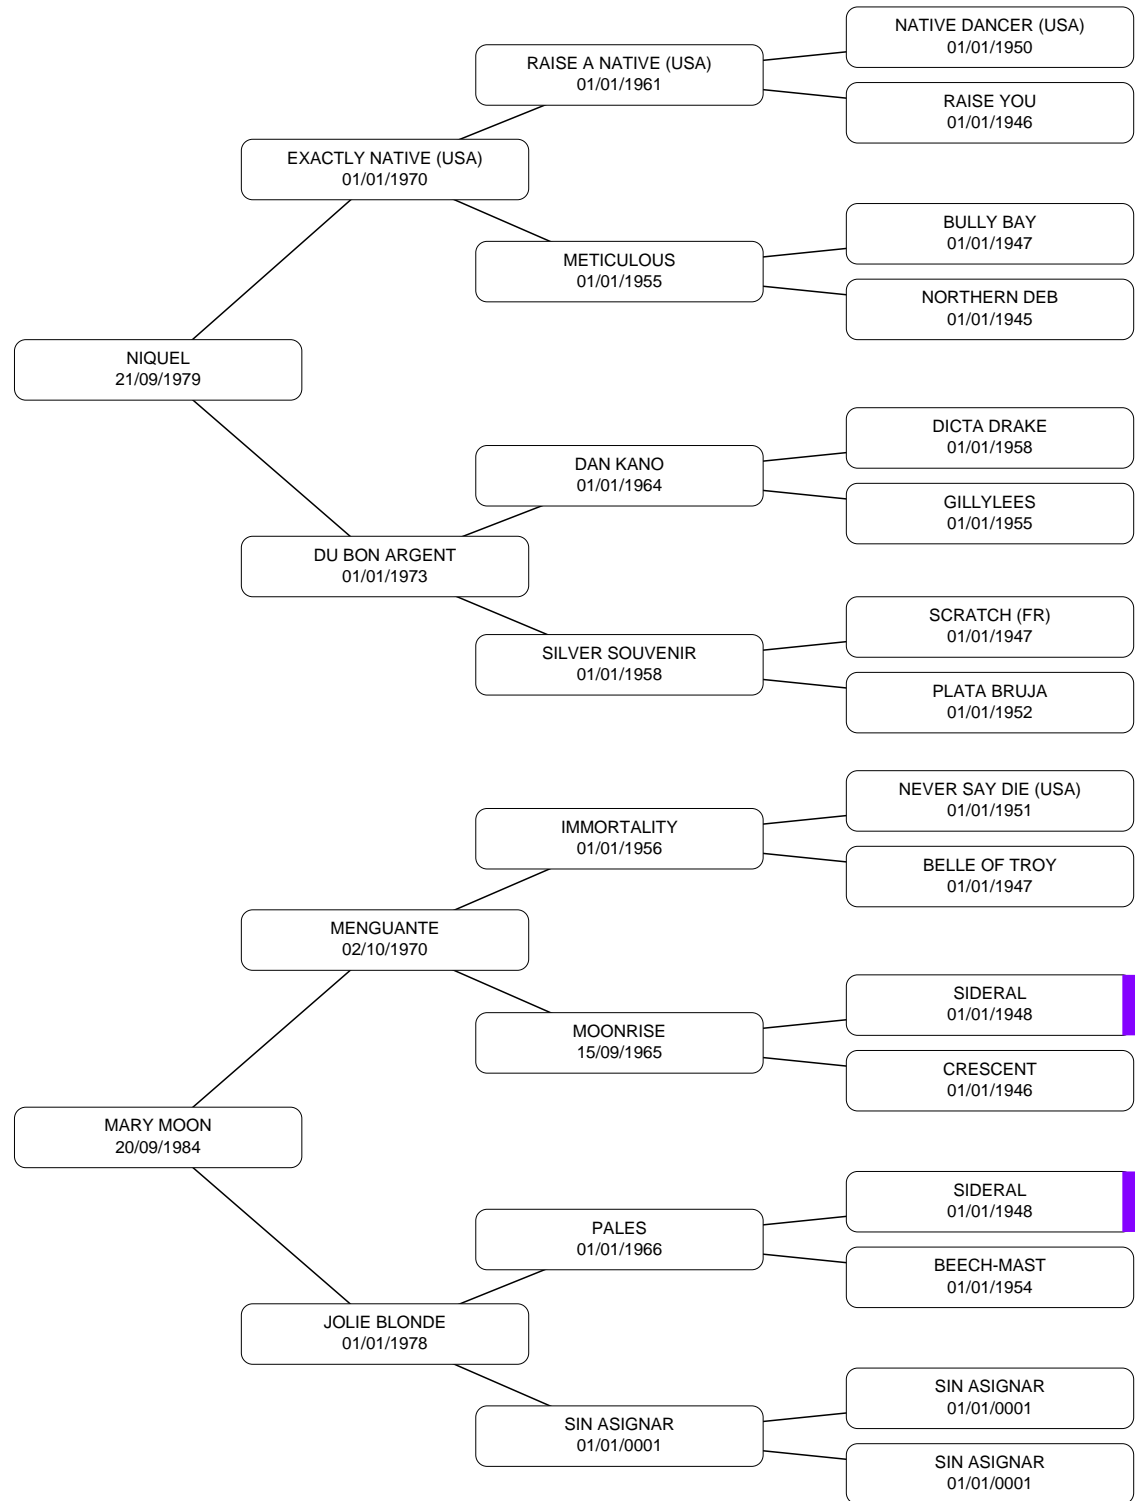 NATIVE DANCER (USA)
01/01/1950
RAISE A NATIVE (USA)
01/01/1961
RAISE YOU
01/01/1946
EXACTLY NATIVE (USA)
01/01/1970
BULLY BAY
01/01/1947
METICULOUS
01/01/1955
NORTHERN DEB
01/01/1945
NIQUEL
21/09/1979
DICTA DRAKE
01/01/1958
DAN KANO
01/01/1964
GILLYLEES
01/01/1955
DU BON ARGENT
01/01/1973
SCRATCH (FR)
01/01/1947
SILVER SOUVENIR
01/01/1958
PLATA BRUJA
01/01/1952
NEVER SAY DIE (USA)
01/01/1951
IMMORTALITY
01/01/1956
BELLE OF TROY
01/01/1947
MENGUANTE
02/10/1970
SIDERAL
01/01/1948
MOONRISE
15/09/1965
CRESCENT
01/01/1946
MARY MOON
20/09/1984
SIDERAL
01/01/1948
PALES
01/01/1966
BEECH-MAST
01/01/1954
JOLIE BLONDE
01/01/1978
SIN ASIGNAR
01/01/0001
SIN ASIGNAR
01/01/0001
SIN ASIGNAR
01/01/0001